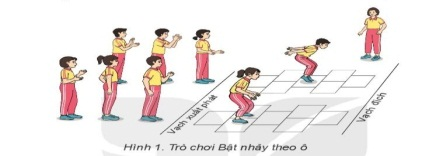 Vạch xuất phát
Vạch đích
Hình 1. Trò chơi Bật nhảy theo ô